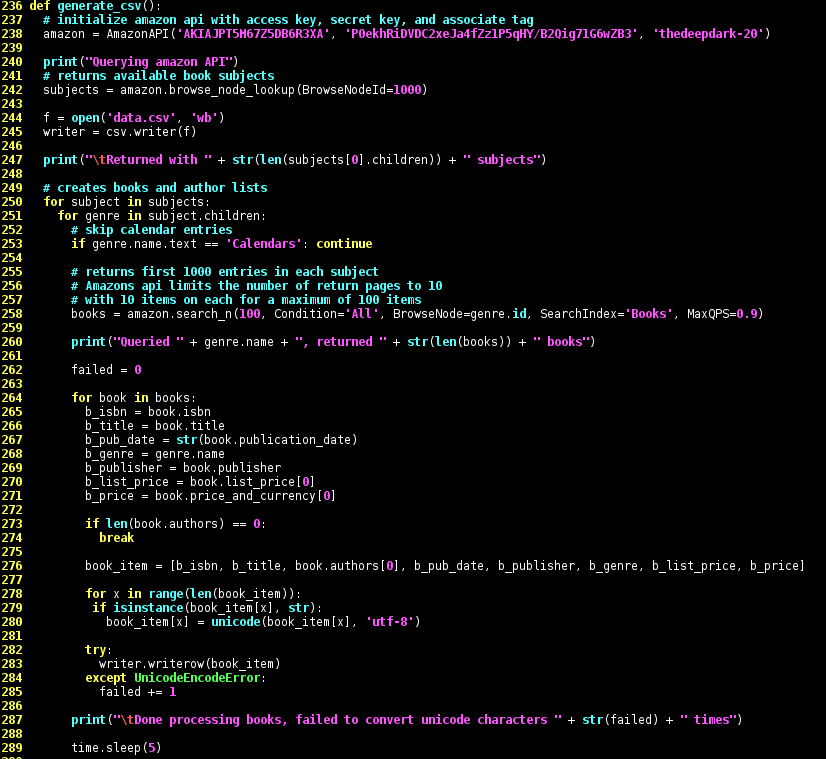 236 def generate_csv():
237 # initialize amazon api with access key, secret key, and associate tag
238 amazon = AmazonAPI('AKIAJPT5M67Z5DB6R3XA', 'P0ekhRiDVDC2xeJa4fZz1P5qHY/B2Qig71G6wZB3', 'thedeepdark-20')
239
240 print("Querying amazon API")
241 # returns available book subjects
242 subjects = amazon.browse_node_lookup(BrowseNodeId=1000)
243
244 f = open('data.csv', 'wb')
245 writer = csv.writer(f)
246
247 print("\tReturned with " + str(len(subjects[0].children)) + " subjects")
248
249 # creates books and author lists
250 for subject in subjects:
251 for genre in subject.children:
252 # skip calendar entries
253 if genre.name.text == 'Calendars': continue
254
255 # returns first 1000 entries in each subject
256 # Amazons api limits the number of return pages to 10
257 # with 10 items on each for a maximum of 100 items
258 books = amazon.search_n(100, Condition='All', BrowseNode=genre.id, SearchIndex='Books', MaxQPS=0.9)
259
260 print("Queried " + genre.name + ", returned " + str(len(books)) + " books")
261
262 failed = 0
263
264 for book in books:
265 b_isbn = book.isbn
266 b_title = book.title
267 b_pub_date = str(book.publication_date)
268 b_genre = genre.name
269 b_publisher = book.publisher
270 b_list_price = book.list_price[0]
271 b_price = book.price_and_currency[0]
272
273 if len(book.authors) == 0:
274 break
275
276 book_item = [b_isbn, b_title, book.authors[0], b_pub_date, b_publisher, b_genre, b_list_price, b_price]
277
278 for x in range(len(book_item)):
279 if isinstance(book_item[x], str):
280 book_item[x] = unicode(book_item[x], 'utf-8')
281
282 try:
283 writer.writerow(book_item)
284 except UnicodeEncodeError:
285 failed += 1
286
287 print("\tDone processing books, failed to convert unicode characters " + str(failed) + " times")
288
289 time.sleep(5)